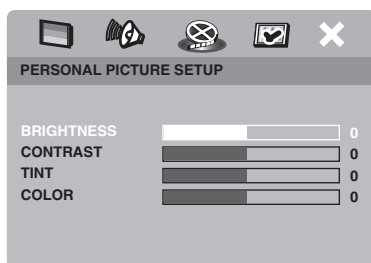 PERSONAL PICTURE SETUP
BRIGHTNESS 0
CONTRAST 0
TINT 0
COLOR 0